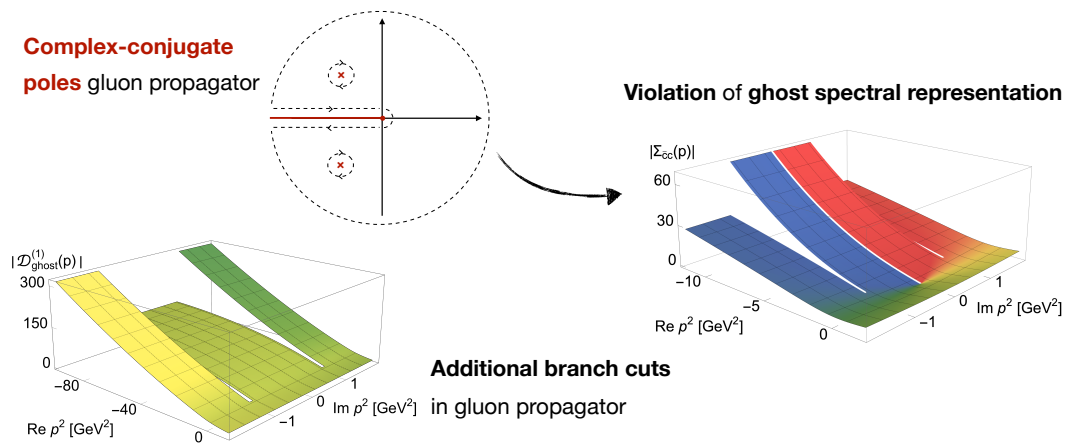 Complex-conjugate
poles gluon propagator
Violation of ghost spectral representation
|Σc̄c(p)|
60
30
0
−10
−5
0
Re p² [GeV²]
−1
0
1
Im p² [GeV²]
|𝒟ghost⁽¹⁾(p)|
300
150
0
−80
−40
0
Re p² [GeV²]
−1
0
1
Im p² [GeV²]
Additional branch cuts
in gluon propagator